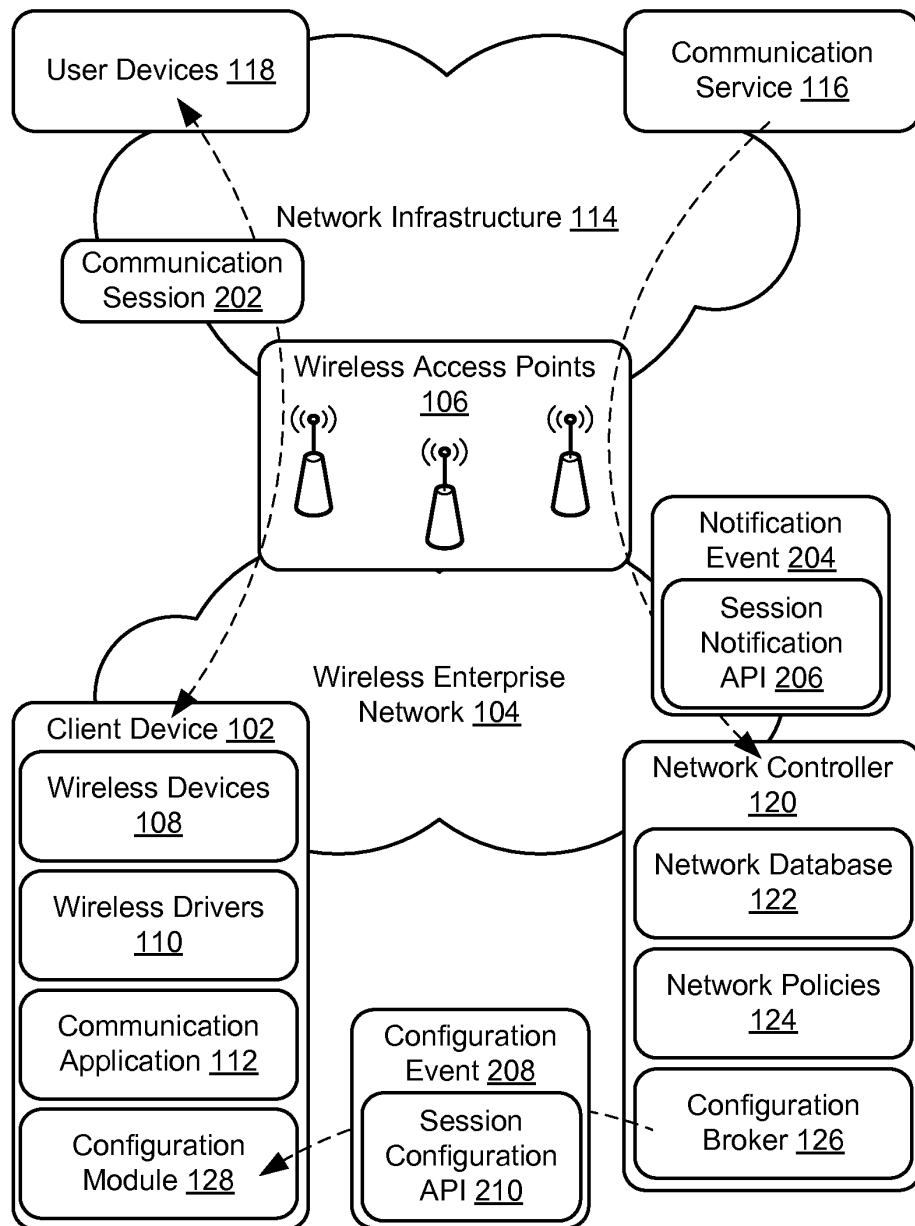 User Devices 118
Communication
Service 116
Network Infrastructure 114
Communication
Session 202
Wireless Access Points
106
Notification
Event 204
Session
Notification
API 206
Wireless Enterprise
Network 104
Client Device 102
Wireless Devices
108
Wireless Drivers
110
Communication
Application 112
Configuration
Module 128
Configuration
Event 208
Session
Configuration
API 210
Network Controller
120
Network Database
122
Network Policies
124
Configuration
Broker 126